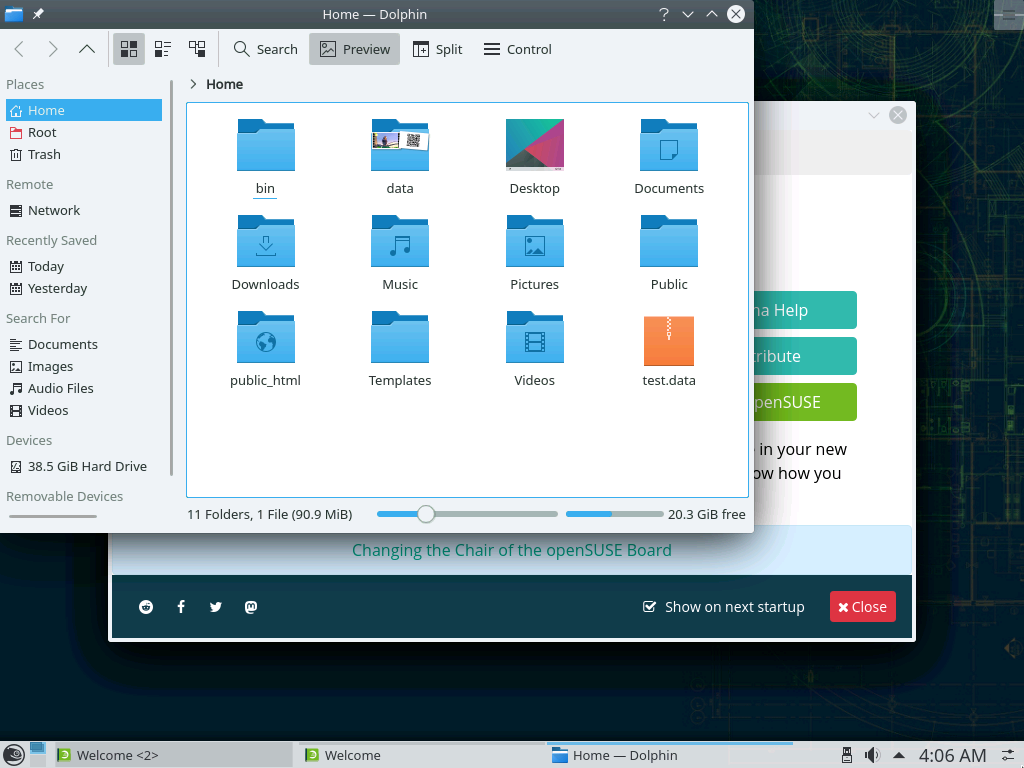 Home — Dolphin
Search
Preview
Split
Control
Places
Home
Root
Trash
Remote
Network
Recently Saved
Today
Yesterday
Search For
Documents
Images
Audio Files
Videos
Devices
38.5 GiB Hard Drive
Removable Devices
Home
bin
data
Desktop
Documents
Downloads
Music
Pictures
Public
public_html
Templates
Videos
test.data
11 Folders, 1 File (90.9 MiB)
20.3 GiB free
Help
openSUSE
in your new
how you
Changing the Chair of the openSUSE Board
Show on next startup
Close
Welcome <2>
Welcome
Home — Dolphin
4:06 AM